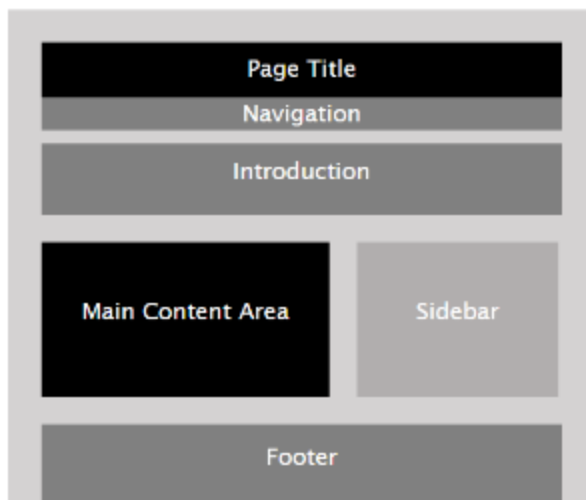 Page Title
Navigation
Introduction
Main Content Area
Sidebar
Footer